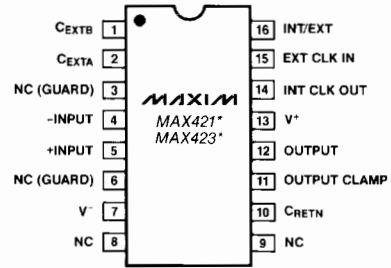 CEXTB 1
CEXTA 2
NC (GUARD) 3
-INPUT 4
+INPUT 5
NC (GUARD) 6
V- 7
NC 8
MAXIM
MAX421*
MAX423*
16 INT/EXT
15 EXT CLK IN
14 INT CLK OUT
13 V+
12 OUTPUT
11 OUTPUT CLAMP
10 CRETN
9 NC